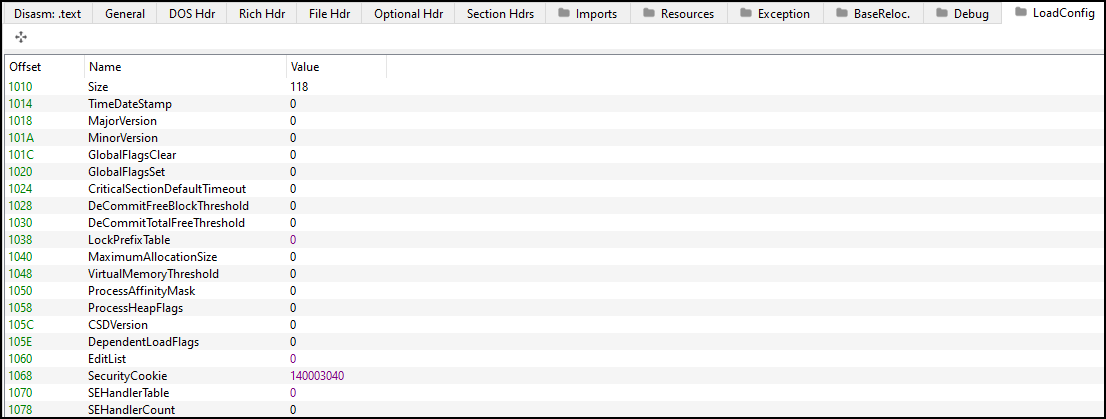 Disasm: .text General DOS Hdr Rich Hdr File Hdr Optional Hdr Section Hdrs Imports Resources Exception BaseReloc. Debug LoadConfig
Offset Name Value
1010 Size 118
1014 TimeDateStamp 0
1018 MajorVersion 0
101A MinorVersion 0
101C GlobalFlagsClear 0
1020 GlobalFlagsSet 0
1024 CriticalSectionDefaultTimeout 0
1028 DeCommitFreeBlockThreshold 0
1030 DeCommitTotalFreeThreshold 0
1038 LockPrefixTable 0
1040 MaximumAllocationSize 0
1048 VirtualMemoryThreshold 0
1050 ProcessAffinityMask 0
1058 ProcessHeapFlags 0
105C CSDVersion 0
105E DependentLoadFlags 0
1060 EditList 0
1068 SecurityCookie 140003040
1070 SEHandlerTable 0
1078 SEHandlerCount 0